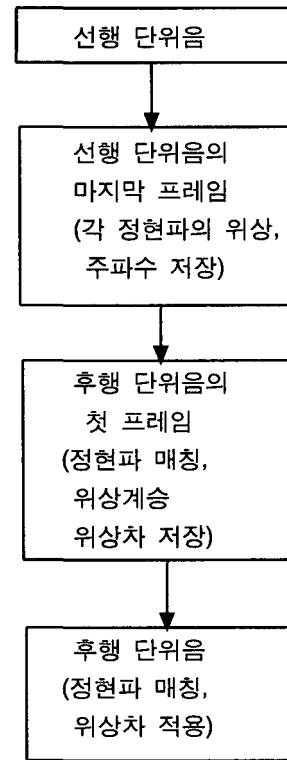 선행 단위음
선행 단위음의
마지막 프레임
(각 정현파의 위상,
주파수 저장)
후행 단위음의
첫 프레임
(정현파 매칭,
위상계승
위상차 저장)
후행 단위음
(정현파 매칭,
위상차 적용)